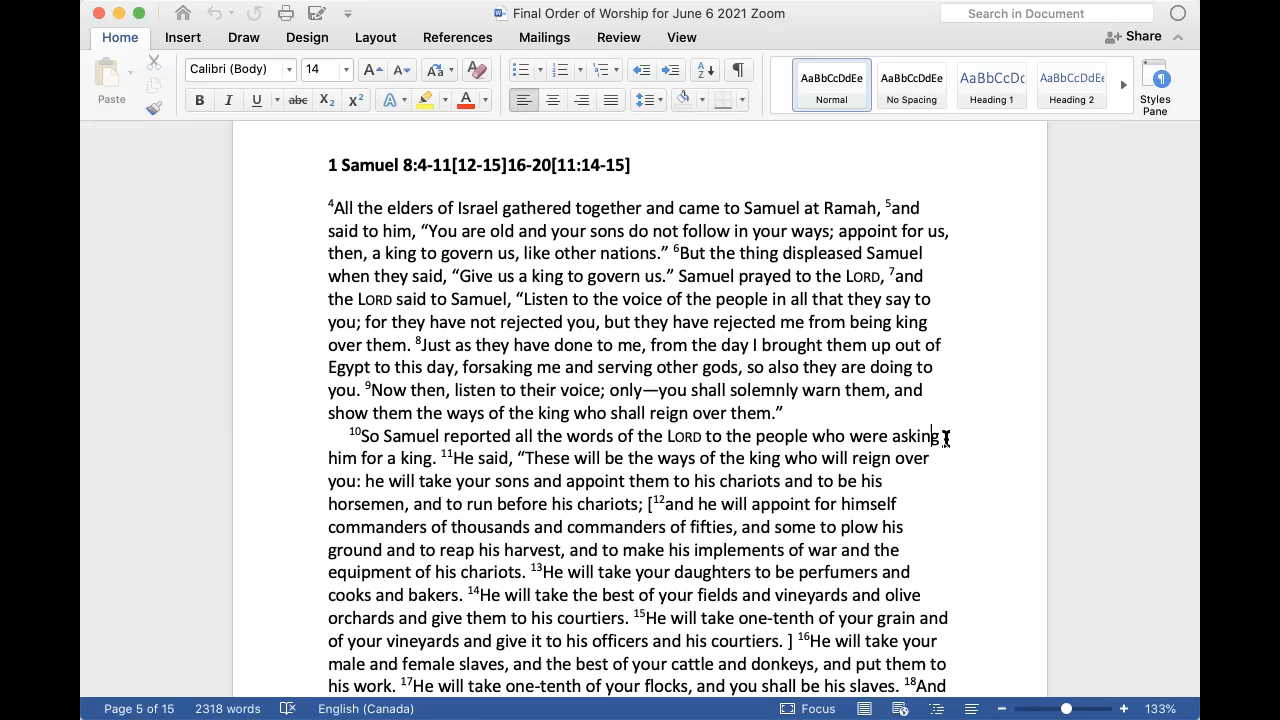 Final Order of Worship for June 6 2021 Zoom
Search in Document
Home Insert Draw Design Layout References Mailings Review View Share
Paste
Calibri (Body) 14
AaBbCcDdEe AaBbCcDdEe AaBbCcDc AaBbCcDdEe
Normal No Spacing Heading 1 Heading 2
Styles
Pane
1 Samuel 8:4-11[12-15]16-20[11:14-15]
⁴All the elders of Israel gathered together and came to Samuel at Ramah, ⁵and
said to him, “You are old and your sons do not follow in your ways; appoint for us,
then, a king to govern us, like other nations.” ⁶But the thing displeased Samuel
when they said, “Give us a king to govern us.” Samuel prayed to the LORD, ⁷and
the LORD said to Samuel, “Listen to the voice of the people in all that they say to
you; for they have not rejected you, but they have rejected me from being king
over them. ⁸Just as they have done to me, from the day I brought them up out of
Egypt to this day, forsaking me and serving other gods, so also they are doing to
you. ⁹Now then, listen to their voice; only—you shall solemnly warn them, and
show them the ways of the king who shall reign over them.”
¹⁰So Samuel reported all the words of the LORD to the people who were asking
him for a king. ¹¹He said, “These will be the ways of the king who will reign over
you: he will take your sons and appoint them to his chariots and to be his
horsemen, and to run before his chariots; [¹²and he will appoint for himself
commanders of thousands and commanders of fifties, and some to plow his
ground and to reap his harvest, and to make his implements of war and the
equipment of his chariots. ¹³He will take your daughters to be perfumers and
cooks and bakers. ¹⁴He will take the best of your fields and vineyards and olive
orchards and give them to his courtiers. ¹⁵He will take one-tenth of your grain and
of your vineyards and give it to his officers and his courtiers. ] ¹⁶He will take your
male and female slaves, and the best of your cattle and donkeys, and put them to
his work. ¹⁷He will take one-tenth of your flocks, and you shall be his slaves. ¹⁸And
Page 5 of 15 2318 words English (Canada) Focus 133%